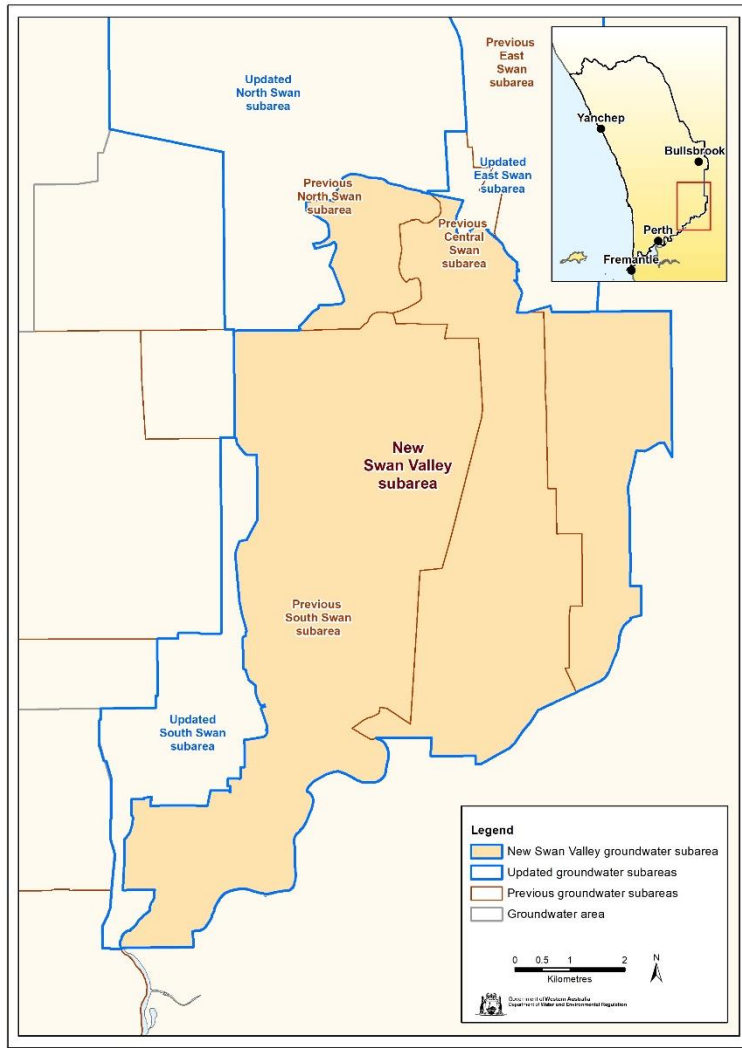 Previous
East
Swan
subarea
Updated
North Swan
subarea
Updated
East Swan
subarea
Previous
North Swan
subarea
Previous
Central
Swan
subarea
Yanchep
Bullsbrook
Perth
Fremantle
New
Swan Valley
subarea
Previous
South Swan
subarea
Updated
South Swan
subarea
Legend
New Swan Valley groundwater subarea
Updated groundwater subareas
Previous groundwater subareas
Groundwater area
0 0.5 1 2
Kilometres
N
Government of Western Australia
Department of Water and Environmental Regulation